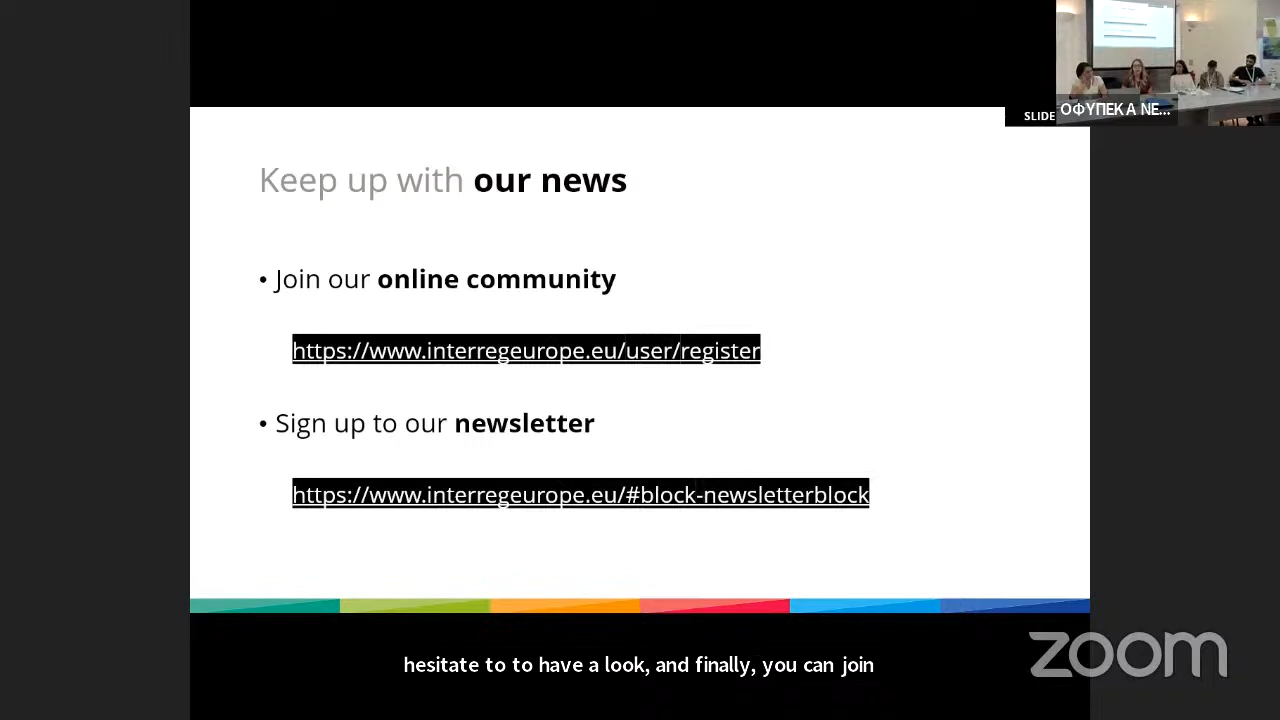 SLIDE
ΟΦΥΠΕΚΑ NE...
Keep up with our news
• Join our online community
https://www.interregeurope.eu/user/register
• Sign up to our newsletter
https://www.interregeurope.eu/#block-newsletterblock
hesitate to to have a look, and finally, you can join
zoom